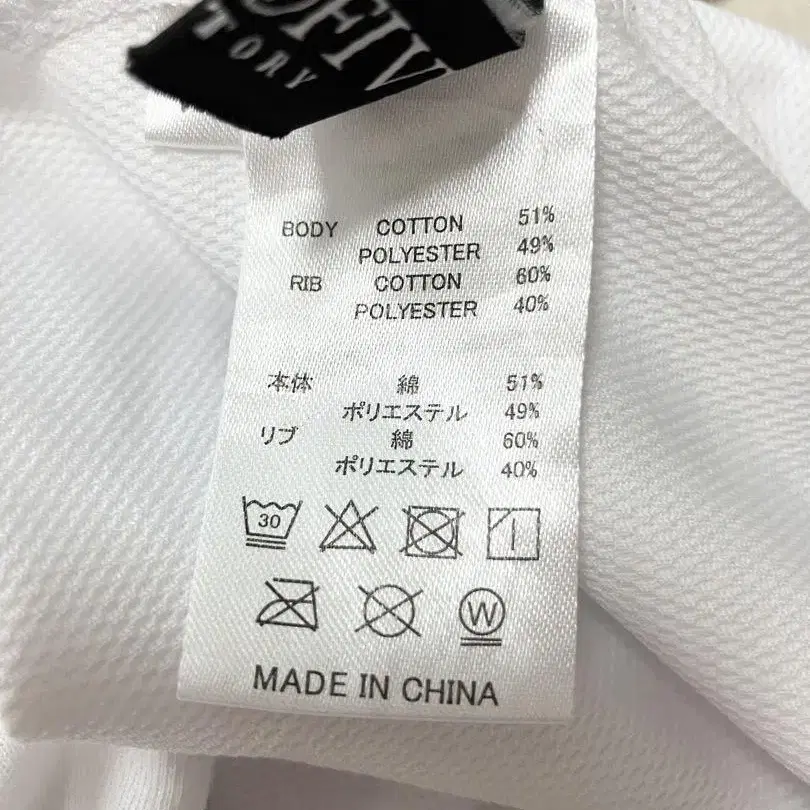 TORY
BODY COTTON 51%
POLYESTER 49%
RIB COTTON 60%
POLYESTER 40%
本体 綿 51%
ポリエステル 49%
リブ 綿 60%
ポリエステル 40%
30
W
MADE IN CHINA